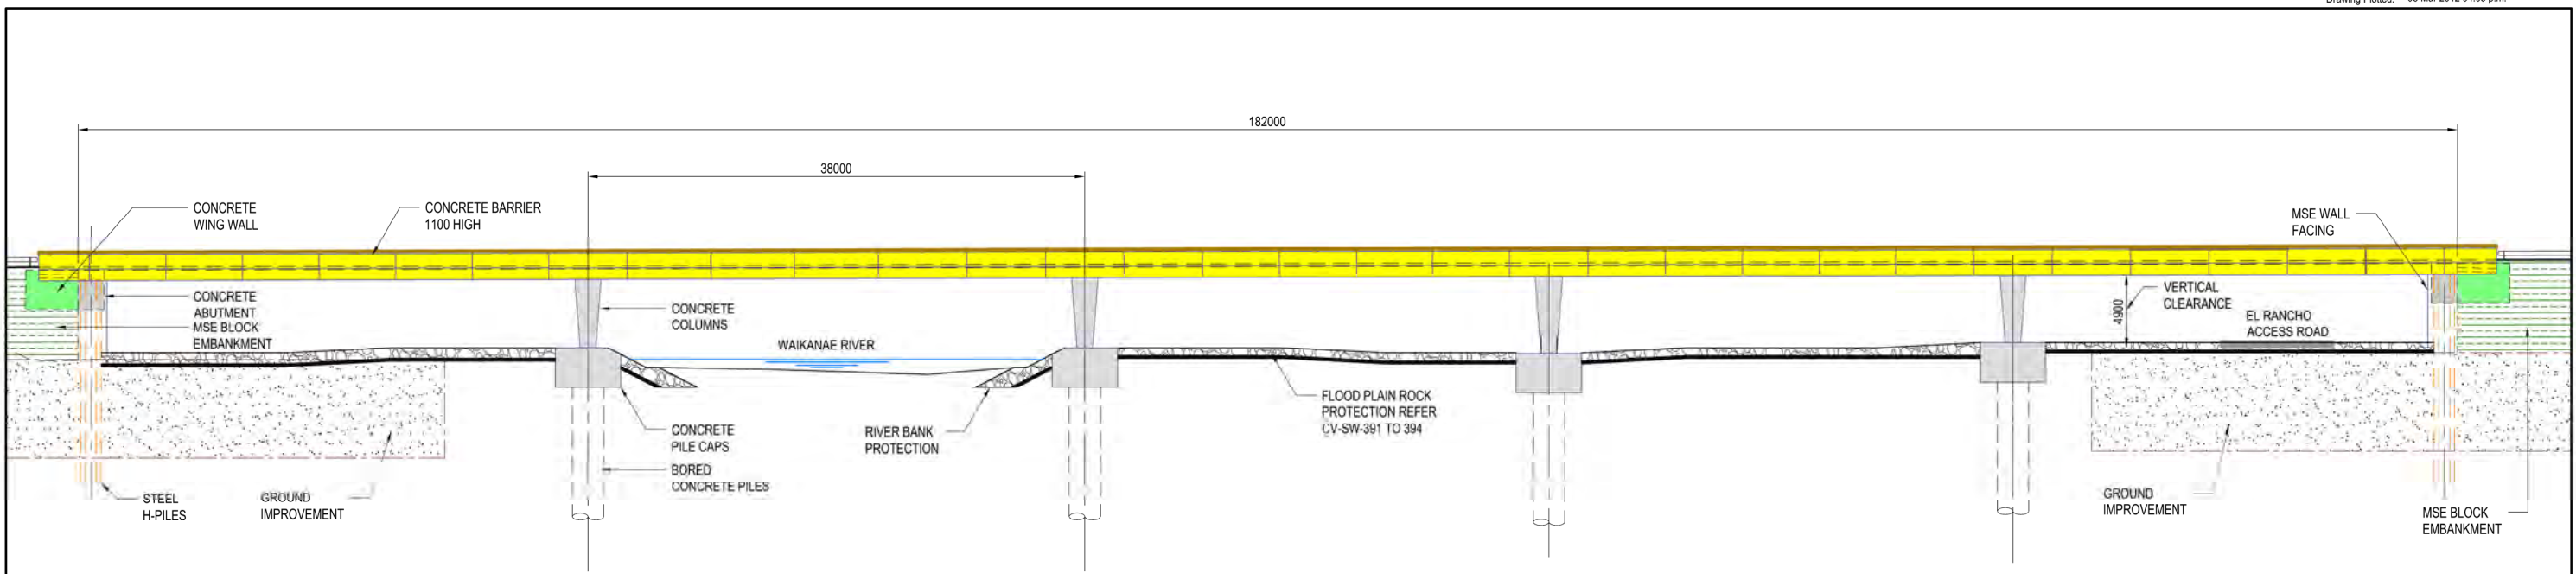 182000
38000
CONCRETE
WING WALL
CONCRETE BARRIER
1100 HIGH
MSE WALL
FACING
CONCRETE
ABUTMENT
MSE BLOCK
EMBANKMENT
CONCRETE
COLUMNS
WAIKANAE RIVER
4900
VERTICAL
CLEARANCE
EL RANCHO
ACCESS ROAD
FLOOD PLAIN ROCK
PROTECTION REFER
CV-SW-391 TO 394
CONCRETE
PILE CAPS
RIVER BANK
PROTECTION
BORED
CONCRETE PILES
STEEL
H-PILES
GROUND
IMPROVEMENT
GROUND
IMPROVEMENT
MSE BLOCK
EMBANKMENT